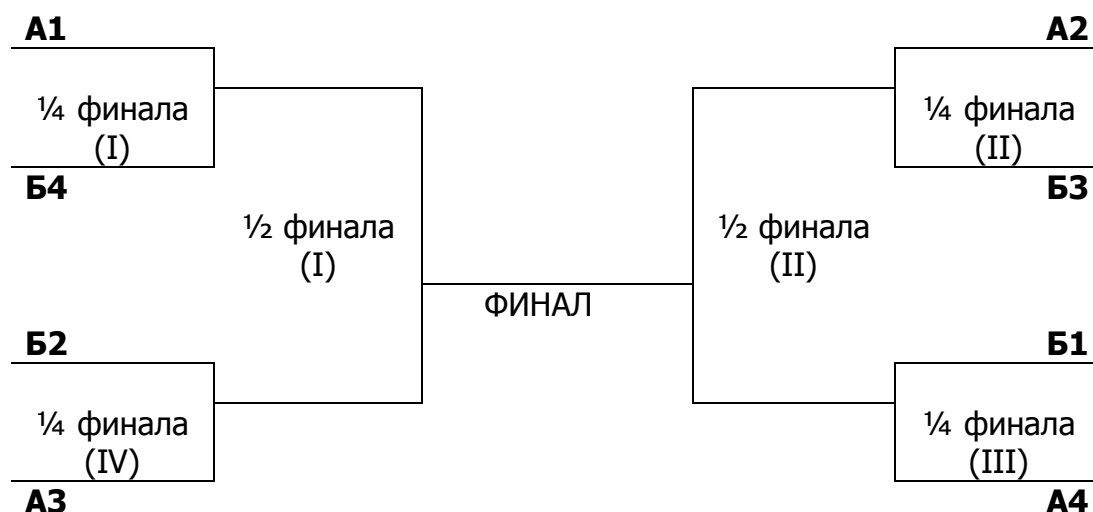 А1
А2
¼ финала
(I)
¼ финала
(II)
Б4
Б3
½ финала
(I)
½ финала
(II)
ФИНАЛ
Б2
Б1
¼ финала
(IV)
¼ финала
(III)
А3
А4